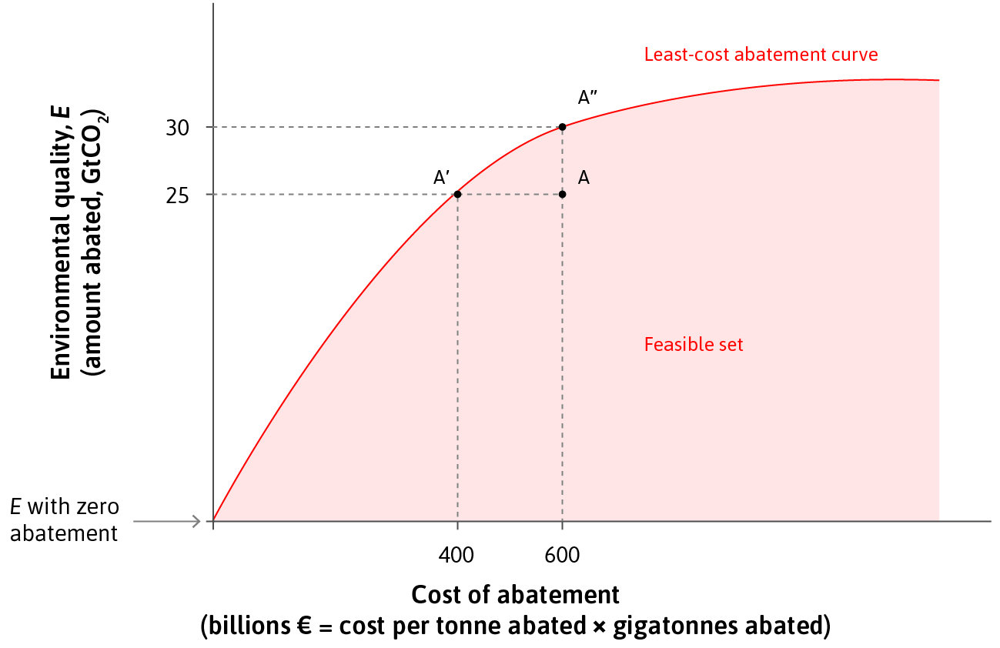 Least-cost abatement curve
A″
30
A′
A
25
Environmental quality, E
(amount abated, GtCO₂)
Feasible set
E with zero
abatement
400
600
Cost of abatement
(billions € = cost per tonne abated × gigatonnes abated)